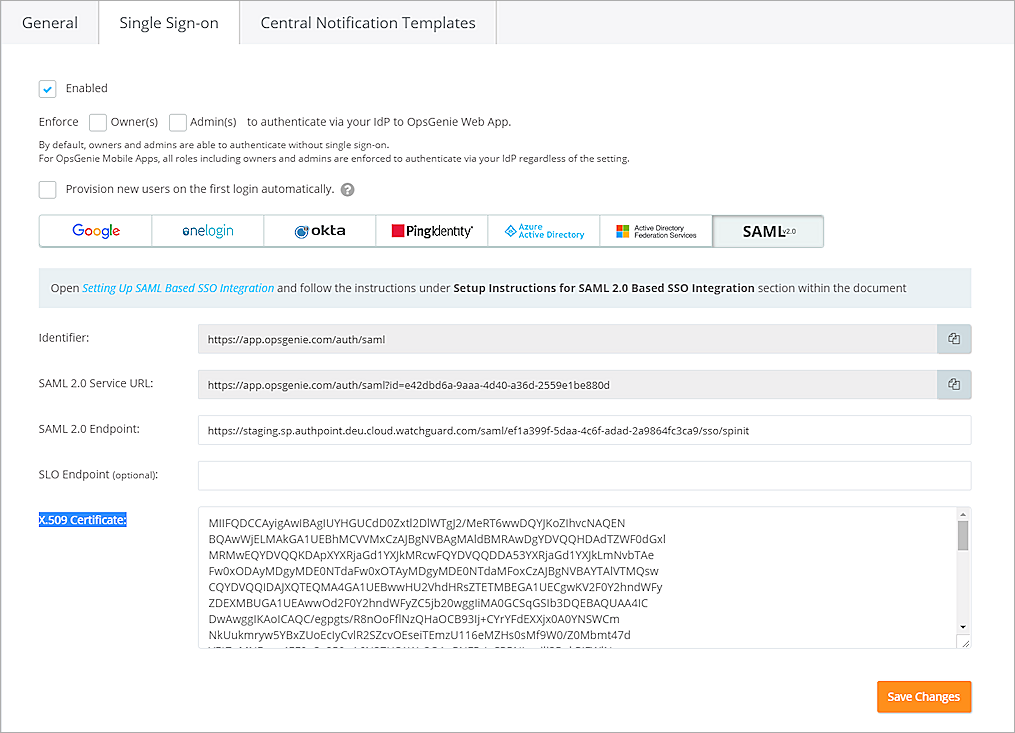 General
Single Sign-on
Central Notification Templates
Enabled
Enforce Owner(s) Admin(s) to authenticate via your IdP to OpsGenie Web App.
By default, owners and admins are able to authenticate without single sign-on.
For OpsGenie Mobile Apps, all roles including owners and admins are enforced to authenticate via your IdP regardless of the setting.
Provision new users on the first login automatically. ?
Google
onelogin
okta
PingIdentity
Azure
Active Directory
Active Directory
Federation Services
SAML v2.0
Open Setting Up SAML Based SSO Integration and follow the instructions under Setup Instructions for SAML 2.0 Based SSO Integration section within the document
Identifier:
https://app.opsgenie.com/auth/saml
SAML 2.0 Service URL:
https://app.opsgenie.com/auth/saml?id=e42dbd6a-9aaa-4d40-a36d-2559e1be880d
SAML 2.0 Endpoint:
https://staging.sp.authpoint.deu.cloud.watchguard.com/saml/ef1a399f-5daa-4c6f-adad-2a9864fc3ca9/sso/spinit
SLO Endpoint (optional):
X.509 Certificate:
MIIFQDCCAyigAwIBAgIUYHGUCdD0Zxtl2DlWTgJ2/MeRT6wwDQYJKoZIhvcNAQEN
BQAwWjELMAkGA1UEBhMCVVMxCzAJBgNVBAgMAldBMRAwDgYDVQQHDAdTZWF0dGxl
MRMwEQYDVQQKDApXYXRjaGd1YXJkMRcwFQYDVQQDDA53YXRjaGd1YXJkLmNvbTAe
Fw0xODAyMDgyMDE0NTdaFw0xOTAyMDgyMDE0NTdaMFoxCzAJBgNVBAYTAlVTMQsw
CQYDVQQIDAJXQTEQMA4GA1UEBwwHU2VhdHRsZTETMBEGA1UECgwKV2F0Y2hndWFy
ZDEXMBUGA1UEAwwOd2F0Y2hndWFyZC5jb20wggIiMA0GCSqGSIb3DQEBAQUAA4IC
DwAwggIKAoICAQC/egpgts/R8nOoFflNzQHaOCB93Ij+CYrYFdEXXjx0A0YNSWCm
NkUukmryw5YBxZUoEcIyCvlR2SZcvOEseiTEmzU116eMZHs0sMf9W0/Z0Mbmt47d
Save Changes